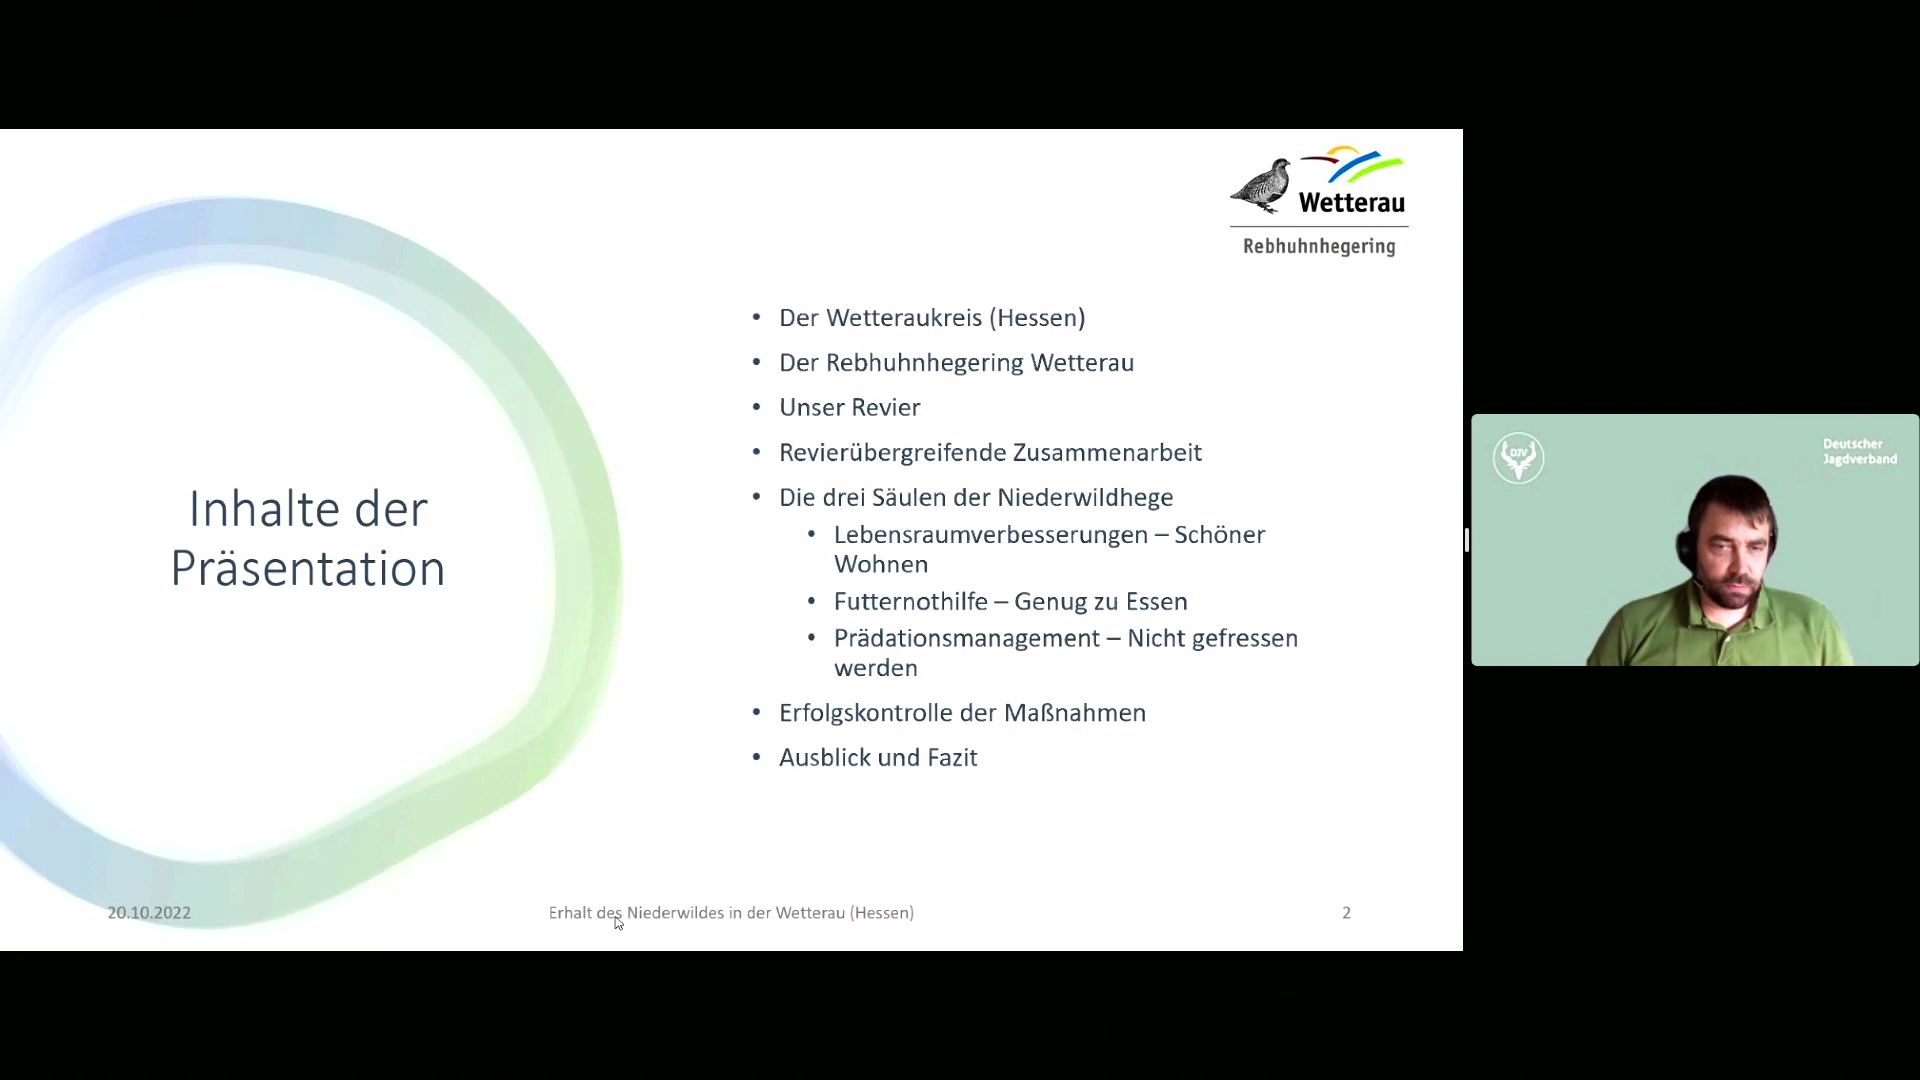 Wetterau
Rebhuhnhegering
Inhalte der
Präsentation
• Der Wetteraukreis (Hessen)
• Der Rebhuhnhegering Wetterau
• Unser Revier
• Revierübergreifende Zusammenarbeit
• Die drei Säulen der Niederwildhege
• Lebensraumverbesserungen – Schöner
Wohnen
• Futternothilfe – Genug zu Essen
• Prädationsmanagement – Nicht gefressen
werden
• Erfolgskontrolle der Maßnahmen
• Ausblick und Fazit
20.10.2022
Erhalt des Niederwildes in der Wetterau (Hessen)
2
DJV
Deutscher
Jagdverband